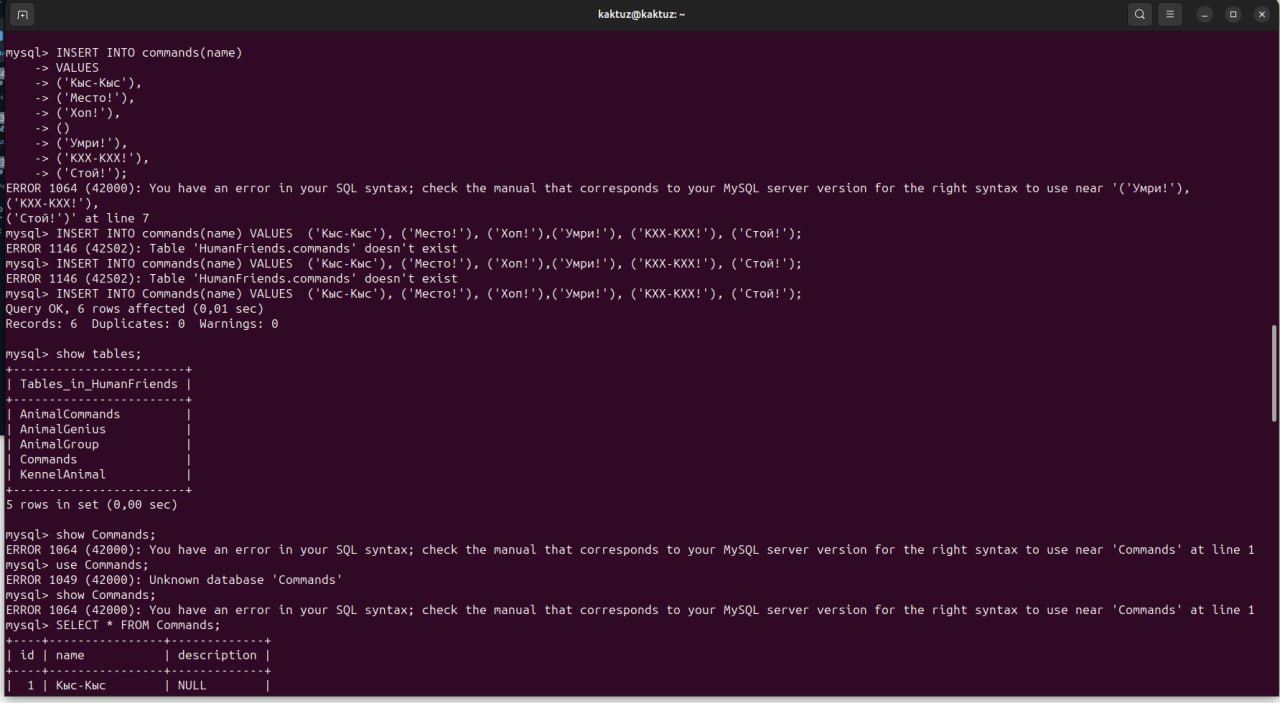 kaktuz@kaktuz: ~
mysql> INSERT INTO commands(name)
    -> VALUES
    -> ('Кыс-Кыс'),
    -> ('Место!'),
    -> ('Хоп!'),
    -> ()
    -> ('Умри!'),
    -> ('КХХ-КХХ!'),
    -> ('Стой!');
ERROR 1064 (42000): You have an error in your SQL syntax; check the manual that corresponds to your MySQL server version for the right syntax to use near '('Умри!'),
('КХХ-КХХ!'),
('Стой!')' at line 7
mysql> INSERT INTO commands(name) VALUES  ('Кыс-Кыс'), ('Место!'), ('Хоп!'),('Умри!'), ('КХХ-КХХ!'), ('Стой!');
ERROR 1146 (42S02): Table 'HumanFriends.commands' doesn't exist
mysql> INSERT INTO commands(name) VALUES  ('Кыс-Кыс'), ('Место!'), ('Хоп!'),('Умри!'), ('КХХ-КХХ!'), ('Стой!');
ERROR 1146 (42S02): Table 'HumanFriends.commands' doesn't exist
mysql> INSERT INTO Commands(name) VALUES  ('Кыс-Кыс'), ('Место!'), ('Хоп!'),('Умри!'), ('КХХ-КХХ!'), ('Стой!');
Query OK, 6 rows affected (0,01 sec)
Records: 6  Duplicates: 0  Warnings: 0
mysql> show tables;
+------------------------+
| Tables_in_HumanFriends |
+------------------------+
| AnimalCommands         |
| AnimalGenius           |
| AnimalGroup            |
| Commands               |
| KennelAnimal           |
+------------------------+
5 rows in set (0,00 sec)
mysql> show Commands;
ERROR 1064 (42000): You have an error in your SQL syntax; check the manual that corresponds to your MySQL server version for the right syntax to use near 'Commands' at line 1
mysql> use Commands;
ERROR 1049 (42000): Unknown database 'Commands'
mysql> show Commands;
ERROR 1064 (42000): You have an error in your SQL syntax; check the manual that corresponds to your MySQL server version for the right syntax to use near 'Commands' at line 1
mysql> SELECT * FROM Commands;
+----+----------------+-------------+
| id | name           | description |
+----+----------------+-------------+
|  1 | Кыс-Кыс        | NULL        |